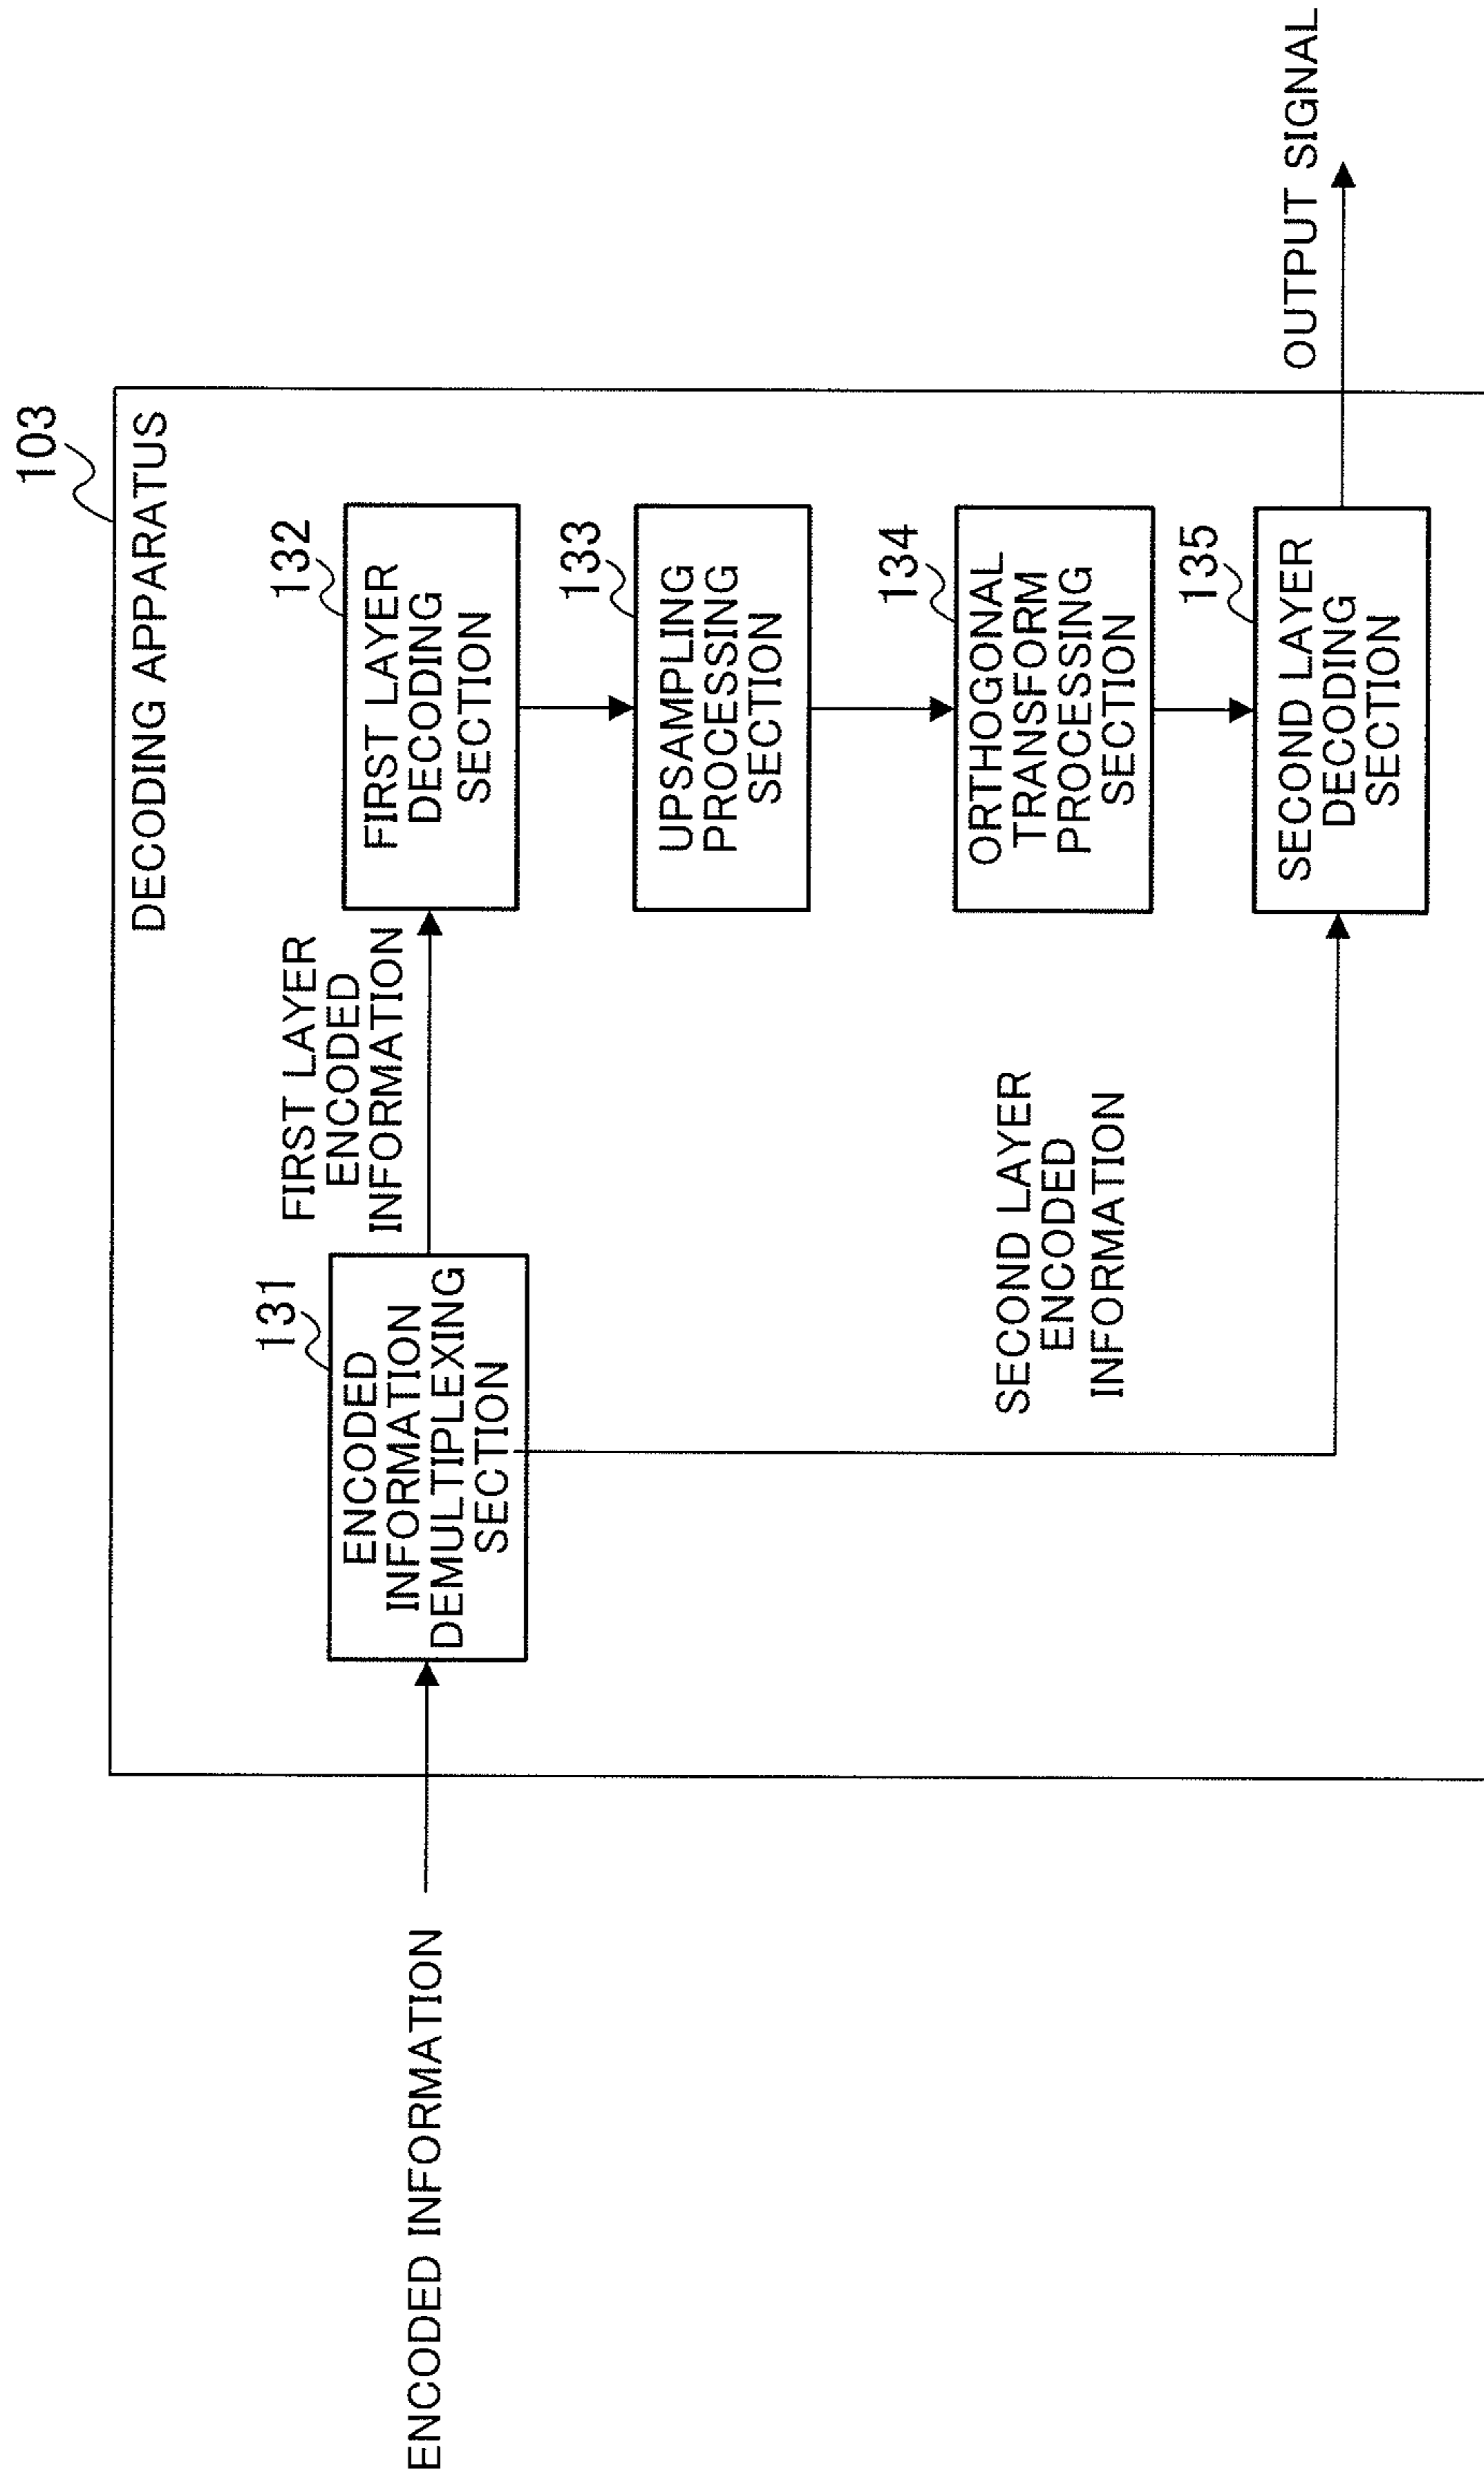 103
DECODING APPARATUS
131
ENCODED
INFORMATION
DEMULTIPLEXING
SECTION
FIRST LAYER
ENCODED
INFORMATION
132
FIRST LAYER
DECODING
SECTION
133
UPSAMPLING
PROCESSING
SECTION
134
ORTHOGONAL
TRANSFORM
PROCESSING
SECTION
135
SECOND LAYER
DECODING
SECTION
SECOND LAYER
ENCODED
INFORMATION
ENCODED INFORMATION
OUTPUT SIGNAL